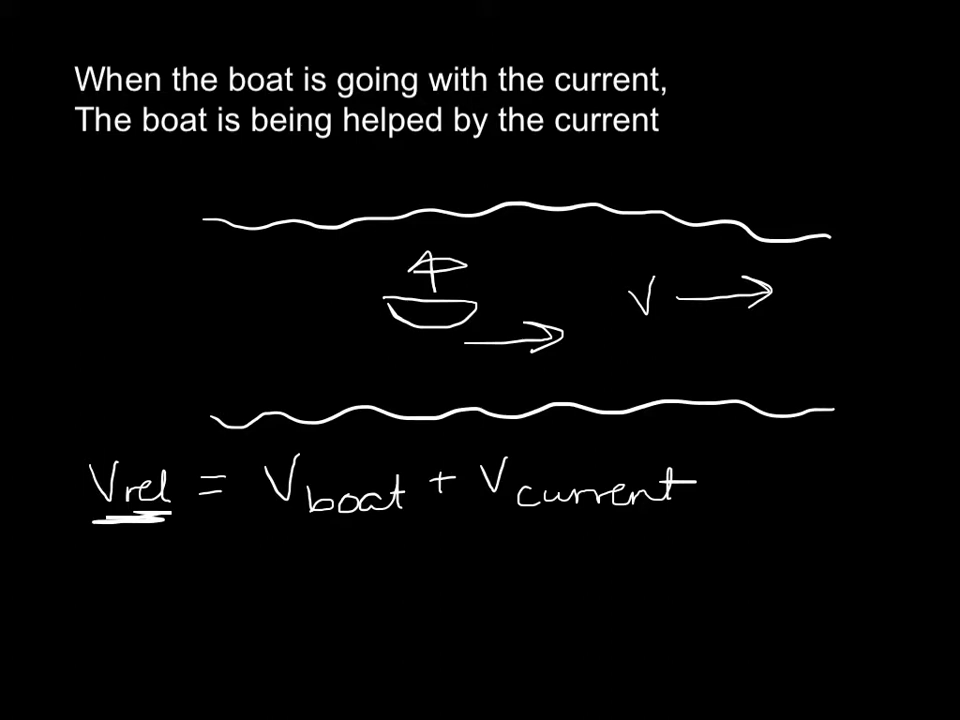 When the boat is going with the current,
The boat is being helped by the current
V
Vrel = Vboat + Vcurrent